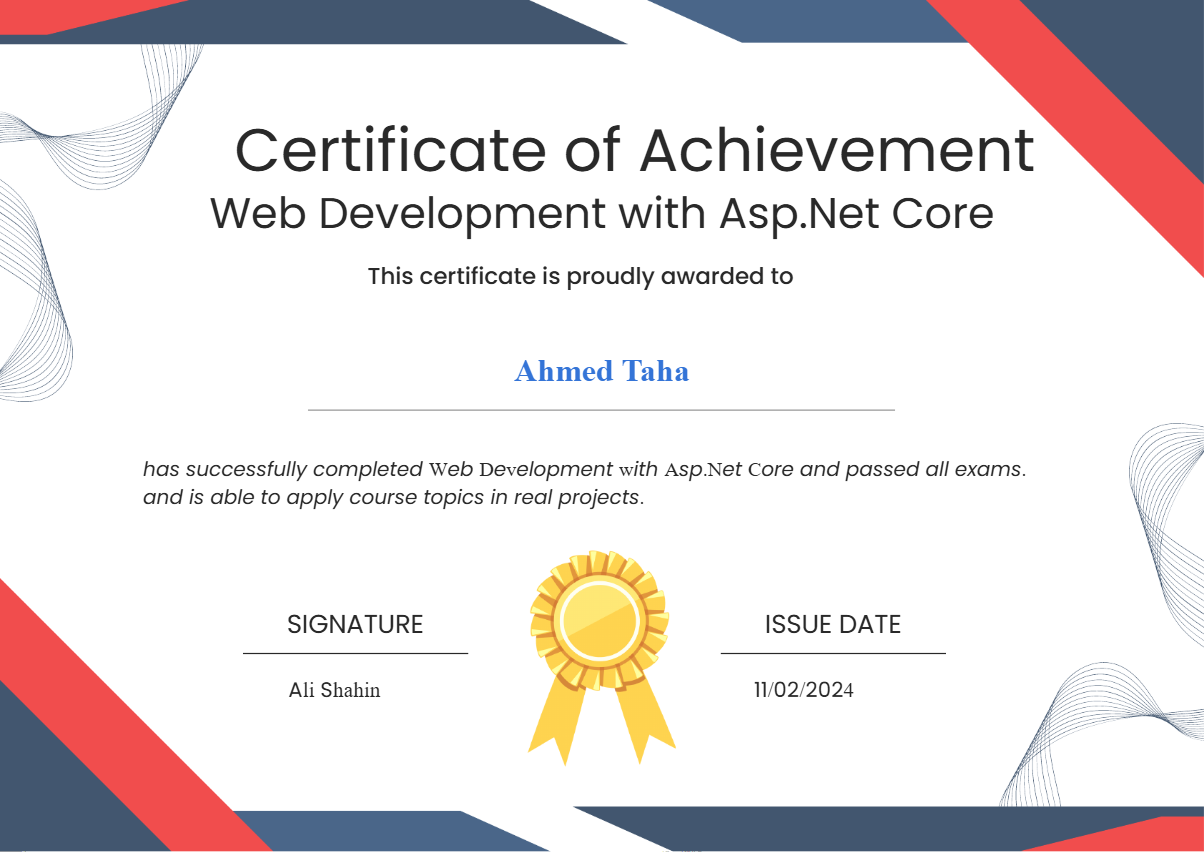 Certificate of Achievement
Web Development with Asp.Net Core
This certificate is proudly awarded to
Ahmed Taha
has successfully completed Web Development with Asp.Net Core and passed all exams.
and is able to apply course topics in real projects.
SIGNATURE
ISSUE DATE
Ali Shahin
11/02/2024